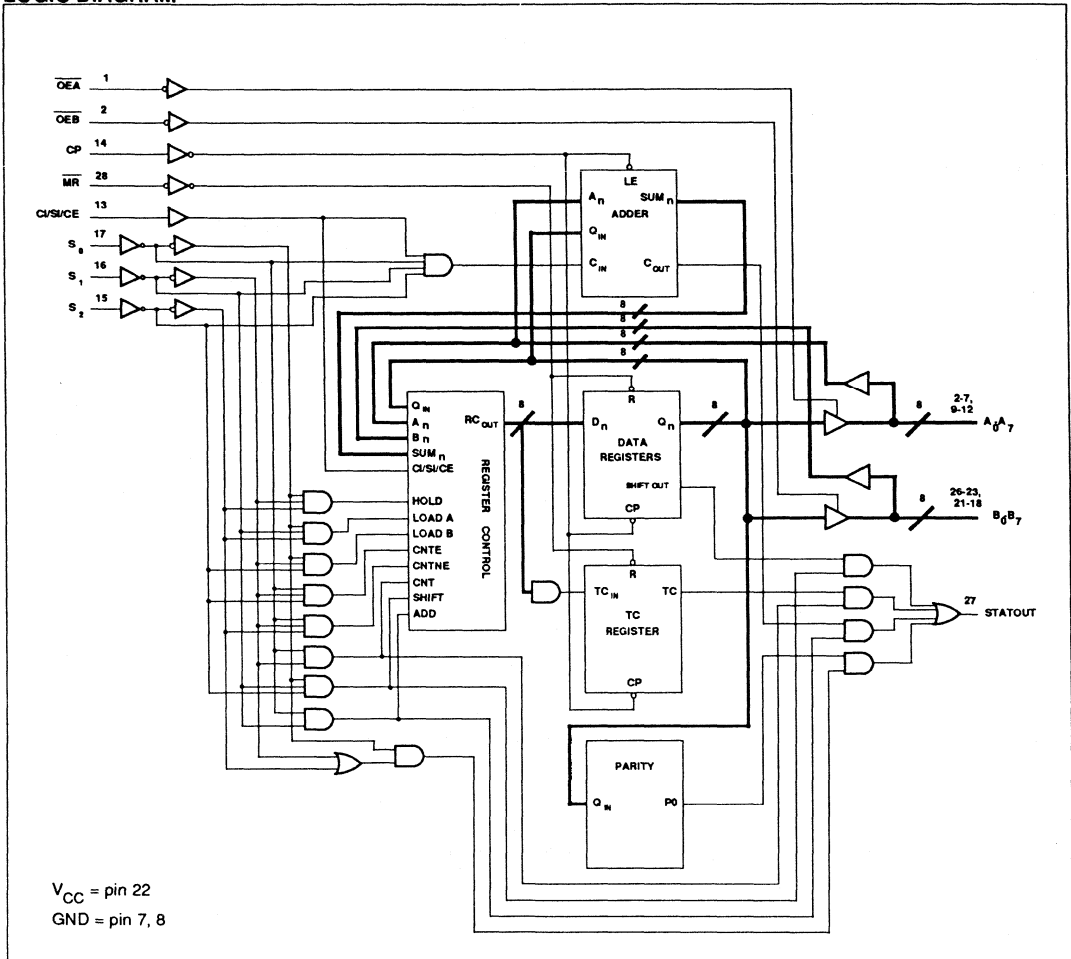 LOGIC DIAGRAM
OEA 1
OEB 2
CP 14
MR 28
CI/SI/CE 13
S0 17
S1 16
S2 15
LE
An SUMn
ADDER
QIN
CIN COUT
8
8
8
8
QIN
An
Bn
SUMn
CI/SI/CE
HOLD
LOAD A
LOAD B
CNTE
CNTNE
CNT
SHIFT
ADD
RCOUT
REGISTER CONTROL
8
R
Dn Qn
DATA
REGISTERS
SHIFT OUT
CP
8
8
2-7,
9-12
A0A7
8
26-23,
21-18
B0B7
R
TCIN TC
TC
REGISTER
CP
27
STATOUT
PARITY
QIN P0
VCC = pin 22
GND = pin 7, 8